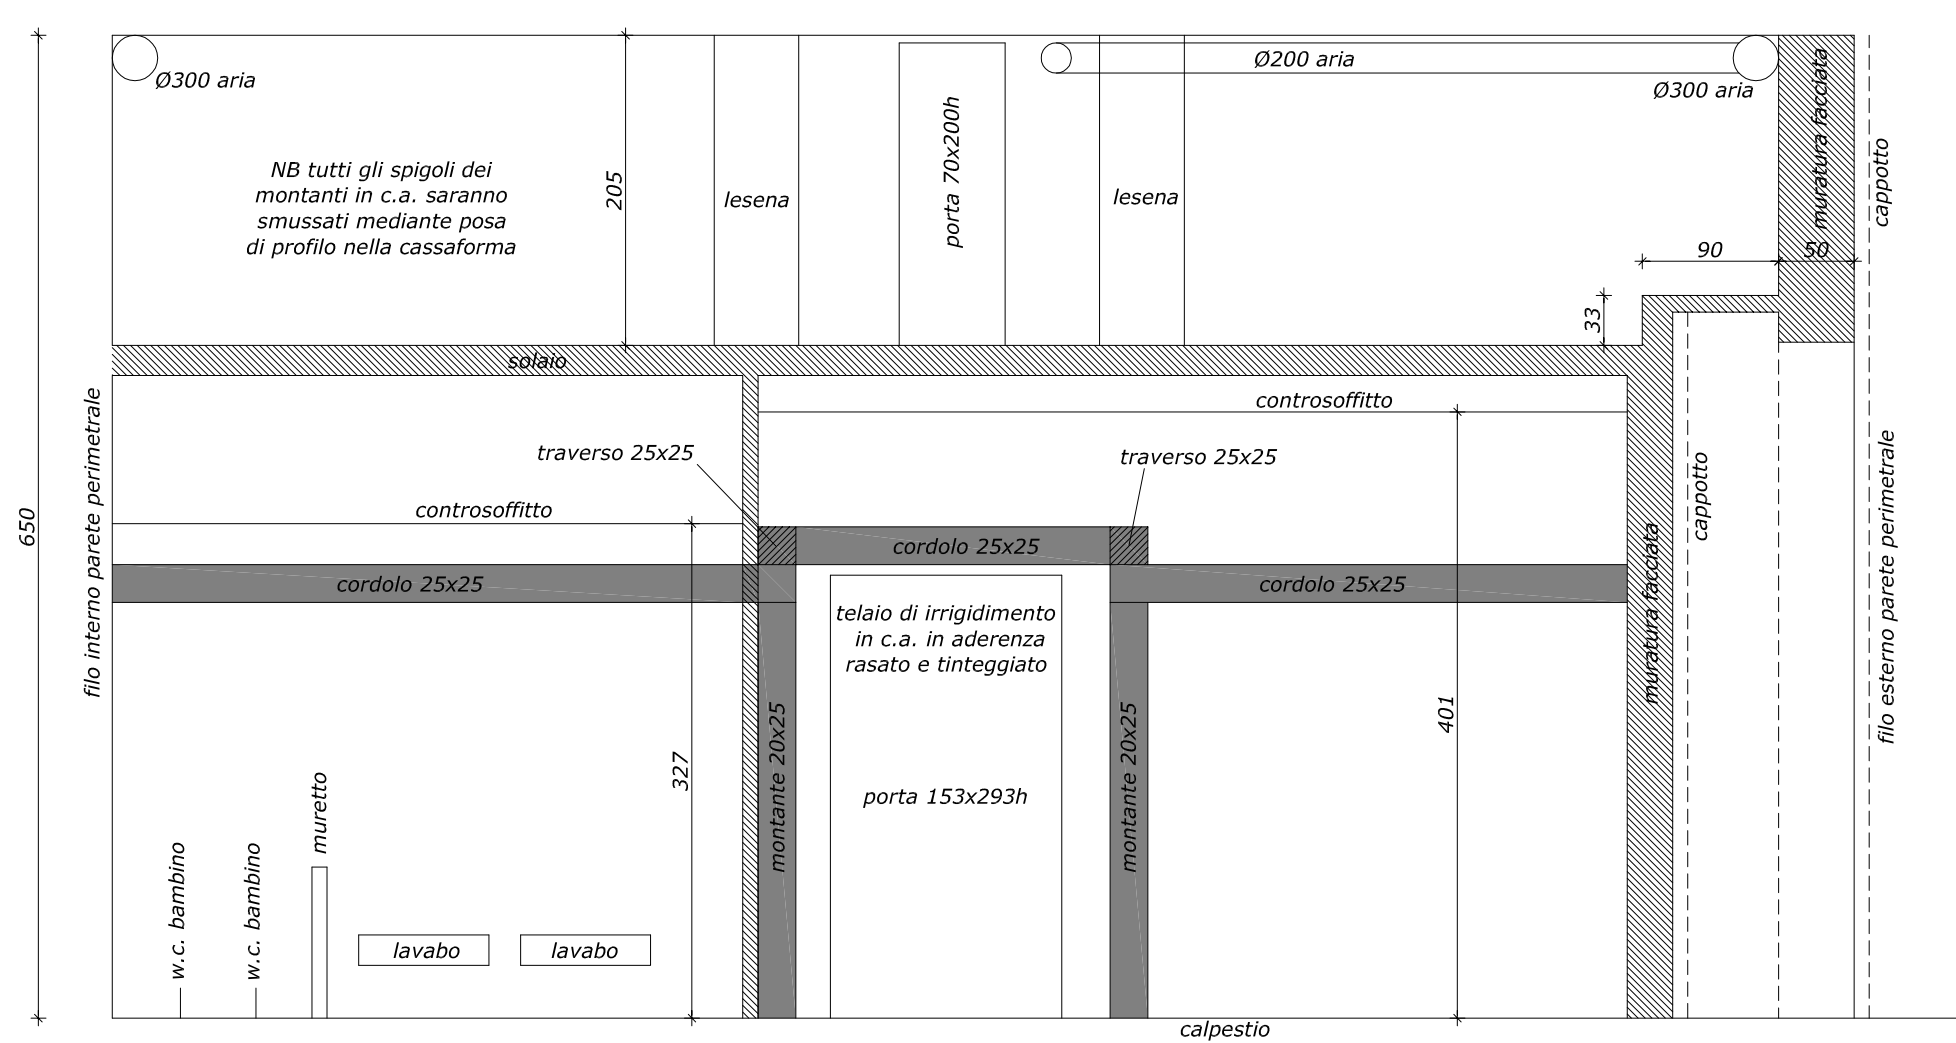 Ø300 aria
Ø200 aria
Ø300 aria
NB tutti gli spigoli dei
montanti in c.a. saranno
smussati mediante posa
di profilo nella cassaforma
205
lesena
porta 70x200h
lesena
muratura facciata
cappotto
90
50
33
solaio
650
filo interno parete perimetrale
controsoffitto
traverso 25x25
traverso 25x25
controsoffitto
cordolo 25x25
cordolo 25x25
cordolo 25x25
telaio di irrigidimento
in c.a. in aderenza
rasato e tinteggiato
cappotto
muratura facciata
filo esterno parete perimetrale
327
montante 20x25
porta 153x293h
montante 20x25
401
w.c. bambino
w.c. bambino
muretto
lavabo
lavabo
calpestio